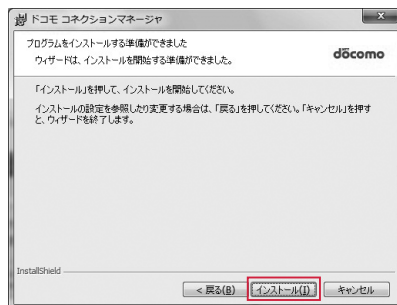 ドコモ コネクションマネージャ
プログラムをインストールする準備ができました
ウィザードは、インストールを開始する準備ができました。
döcomo
「インストール」を押して、インストールを開始してください。
インストールの設定を参照したり変更する場合は、「戻る」を押してください。「キャンセル」を押す
と、ウィザードを終了します。
InstallShield
< 戻る(B)
インストール(I)
キャンセル